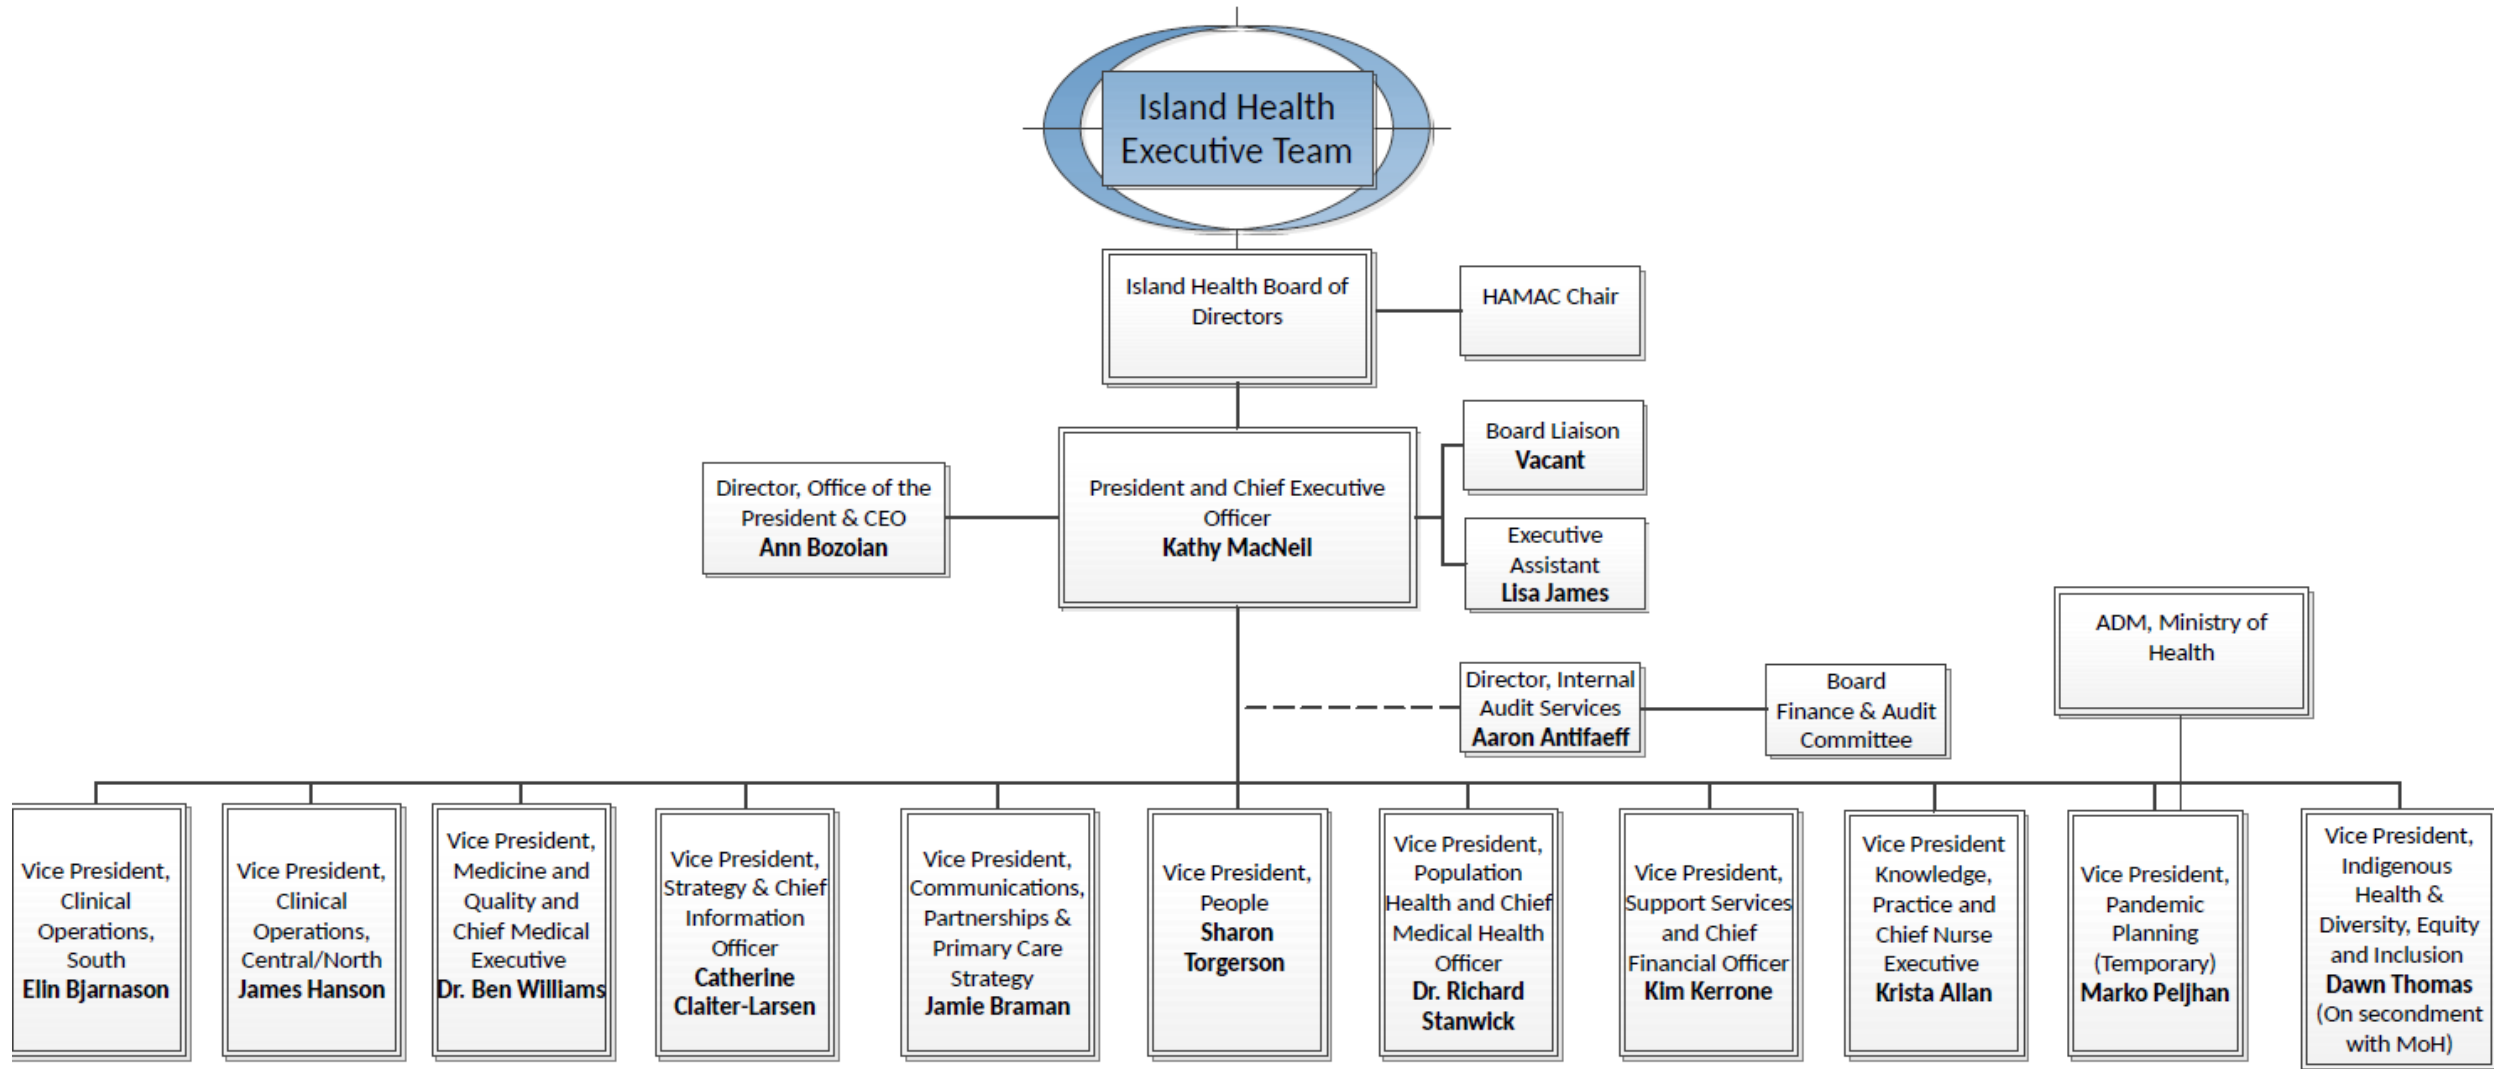 Island Health
Executive Team
Island Health Board of
Directors
HAMAC Chair
Board Liaison
Vacant
Director, Office of the
President & CEO
Ann Bozoian
President and Chief Executive
Officer
Kathy MacNeil
Executive
Assistant
Lisa James
ADM, Ministry of
Health
Director, Internal
Audit Services
Aaron Antifaeff
Board
Finance & Audit
Committee
Vice President,
Clinical
Operations,
South
Elin Bjarnason
Vice President,
Clinical
Operations,
Central/North
James Hanson
Vice President,
Medicine and
Quality and
Chief Medical
Executive
Dr. Ben Williams
Vice President,
Strategy & Chief
Information
Officer
Catherine
Claiter-Larsen
Vice President,
Communications,
Partnerships &
Primary Care
Strategy
Jamie Braman
Vice President,
People
Sharon
Torgerson
Vice President,
Population
Health and Chief
Medical Health
Officer
Dr. Richard
Stanwick
Vice President,
Support Services
and Chief
Financial Officer
Kim Kerrone
Vice President
Knowledge,
Practice and
Chief Nurse
Executive
Krista Allan
Vice President,
Pandemic
Planning
(Temporary)
Marko Peljhan
Vice President,
Indigenous
Health &
Diversity, Equity
and Inclusion
Dawn Thomas
(On secondment
with MoH)